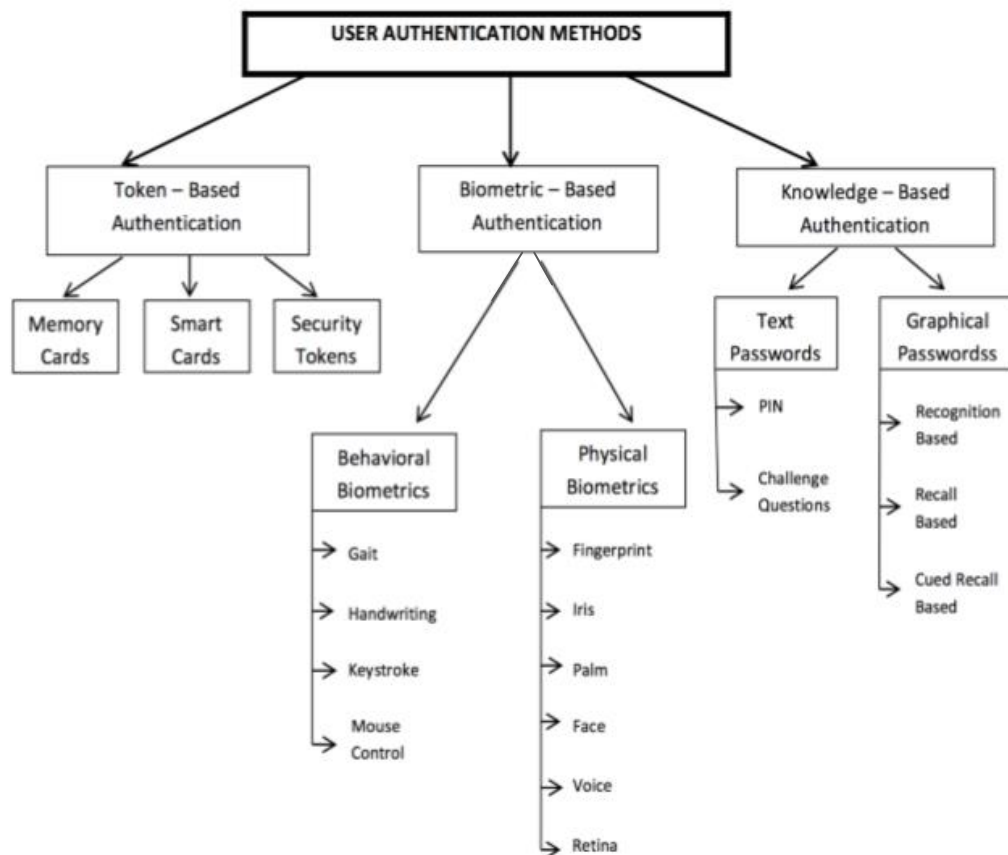 USER AUTHENTICATION METHODS
Token – Based
Authentication
Biometric – Based
Authentication
Knowledge – Based
Authentication
Memory
Cards
Smart
Cards
Security
Tokens
Text
Passwords
Graphical
Passwordss
PIN
Challenge
Questions
Recognition
Based
Recall
Based
Cued Recall
Based
Behavioral
Biometrics
Physical
Biometrics
Gait
Handwriting
Keystroke
Mouse
Control
Fingerprint
Iris
Palm
Face
Voice
Retina